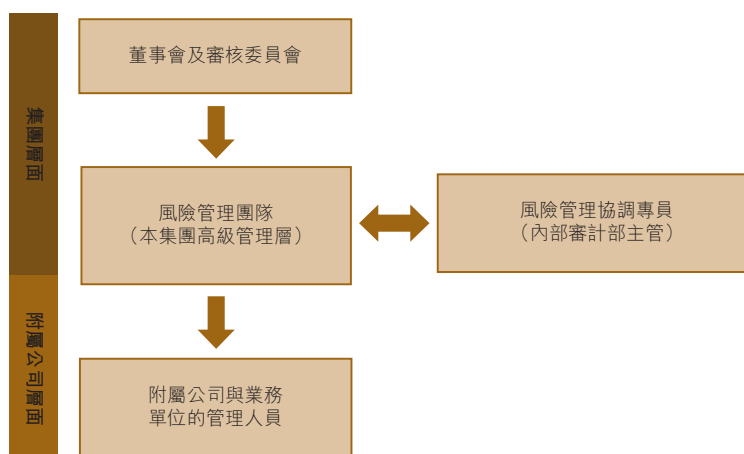 集團層面
董事會及審核委員會
風險管理團隊
（本集團高級管理層）
風險管理協調專員
（內部審計部主管）
附屬公司層面
附屬公司與業務
單位的管理人員